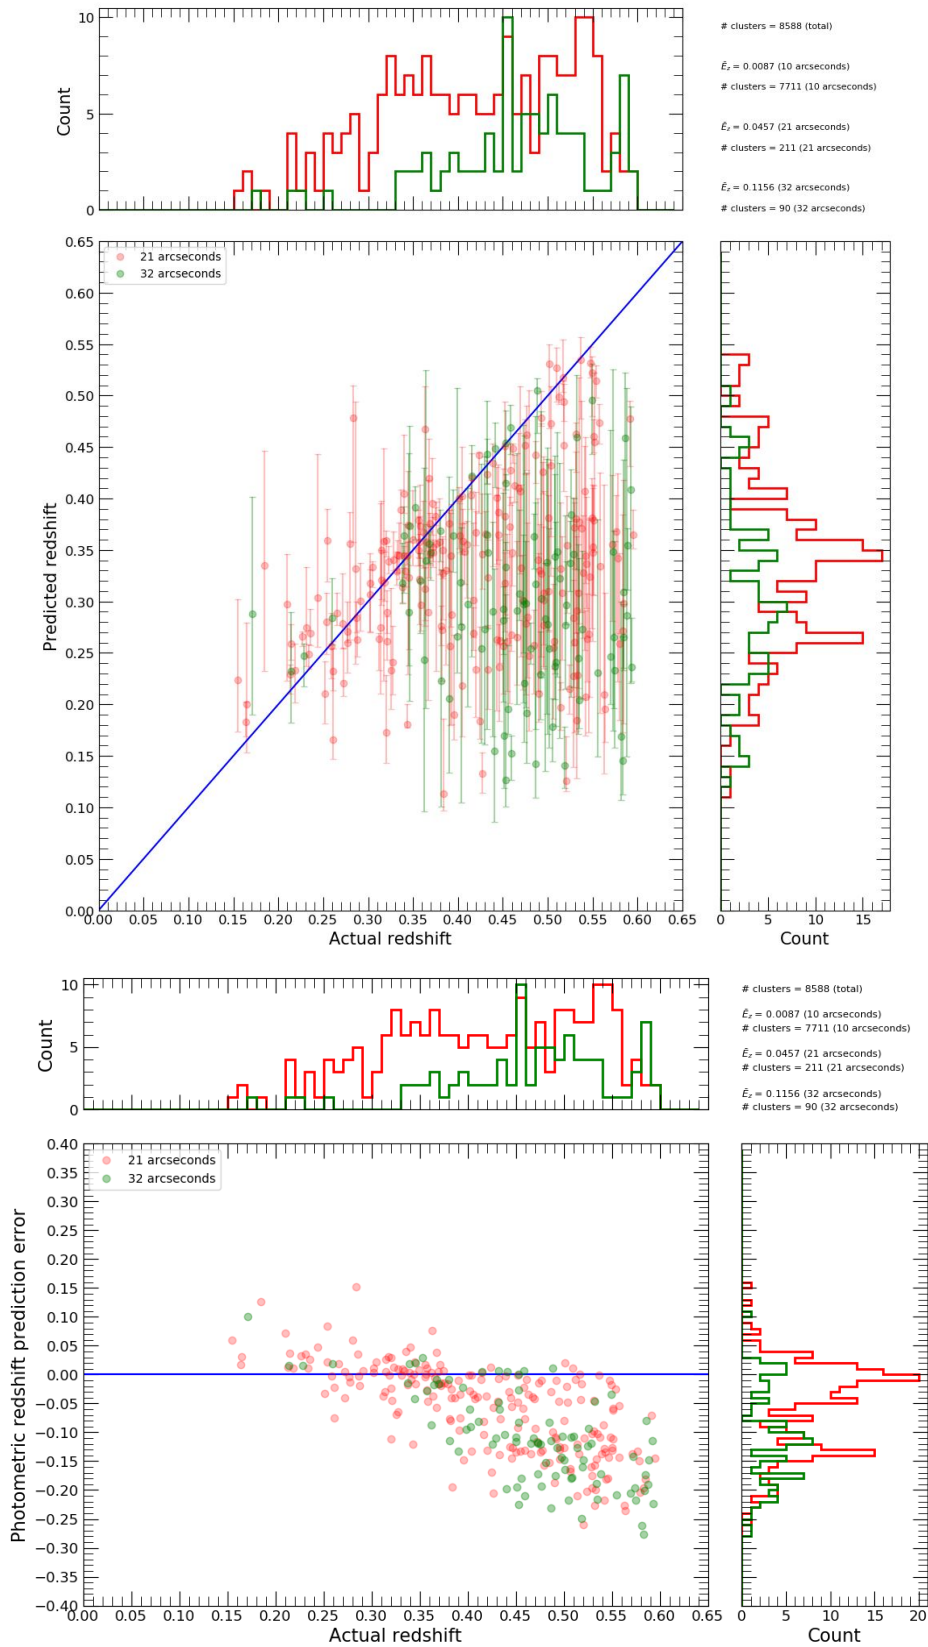 10
5
0
Count
# clusters = 8588 (total)
Ē𝑧 = 0.0087 (10 arcseconds)
# clusters = 7711 (10 arcseconds)
Ē𝑧 = 0.0457 (21 arcseconds)
# clusters = 211 (21 arcseconds)
Ē𝑧 = 0.1156 (32 arcseconds)
# clusters = 90 (32 arcseconds)
21 arcseconds
32 arcseconds
0.65
0.60
0.55
0.50
0.45
0.40
0.35
0.30
0.25
0.20
0.15
0.10
0.05
0.00
Predicted redshift
0.00 0.05 0.10 0.15 0.20 0.25 0.30 0.35 0.40 0.45 0.50 0.55 0.60 0.65
Actual redshift
0 5 10 15
Count
10
5
0
Count
# clusters = 8588 (total)
Ē𝑧 = 0.0087 (10 arcseconds)
# clusters = 7711 (10 arcseconds)
Ē𝑧 = 0.0457 (21 arcseconds)
# clusters = 211 (21 arcseconds)
Ē𝑧 = 0.1156 (32 arcseconds)
# clusters = 90 (32 arcseconds)
21 arcseconds
32 arcseconds
0.40
0.35
0.30
0.25
0.20
0.15
0.10
0.05
0.00
−0.05
−0.10
−0.15
−0.20
−0.25
−0.30
−0.35
−0.40
Photometric redshift prediction error
0.00 0.05 0.10 0.15 0.20 0.25 0.30 0.35 0.40 0.45 0.50 0.55 0.60 0.65
Actual redshift
0 5 10 15 20
Count